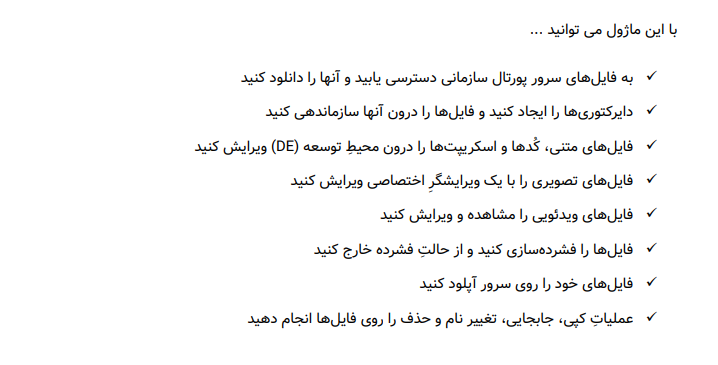 با این ماژول می توانید ...
✓ به فایل‌های سرور پورتال سازمانی دسترسی یابید و آنها را دانلود کنید
✓ دایرکتوری‌ها را ایجاد کنید و فایل‌ها را درون آنها سازماندهی کنید
✓ فایل‌های متنی، کُدها و اسکریپت‌ها را درون محیطِ توسعه (DE) ویرایش کنید
✓ فایل‌های تصویری را با یک ویرایشگرِ اختصاصی ویرایش کنید
✓ فایل‌های ویدئویی را مشاهده و ویرایش کنید
✓ فایل‌ها را فشرده‌سازی کنید و از حالتِ فشرده خارج کنید
✓ فایل‌های خود را روی سرور آپلود کنید
✓ عملیاتِ کپی، جابجایی، تغییر نام و حذف را روی فایل‌ها انجام دهید